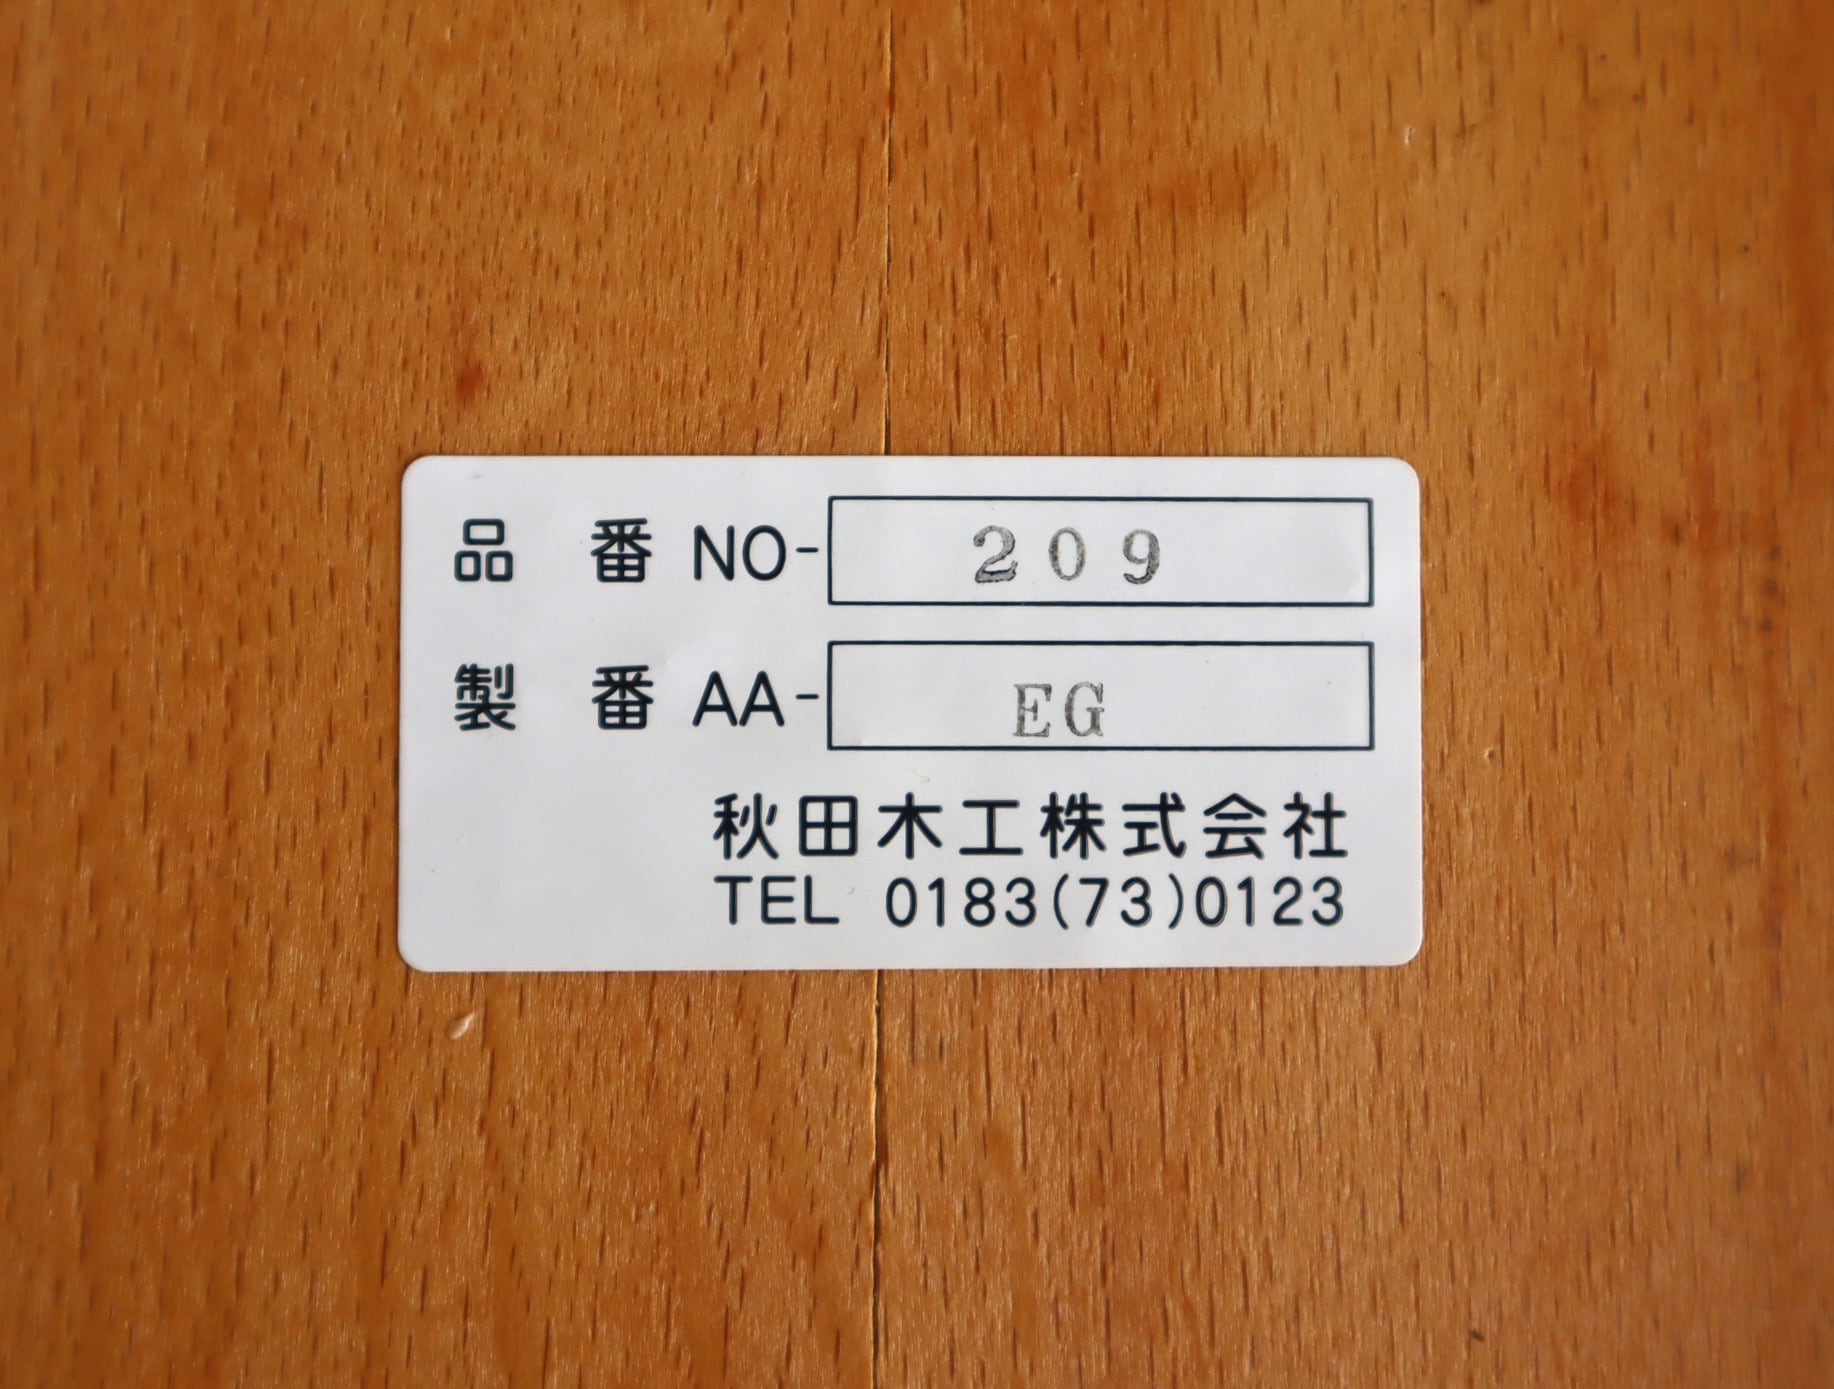 品 番 NO- 209
製 番 AA- EG
秋田木工株式会社
TEL 0183(73)0123